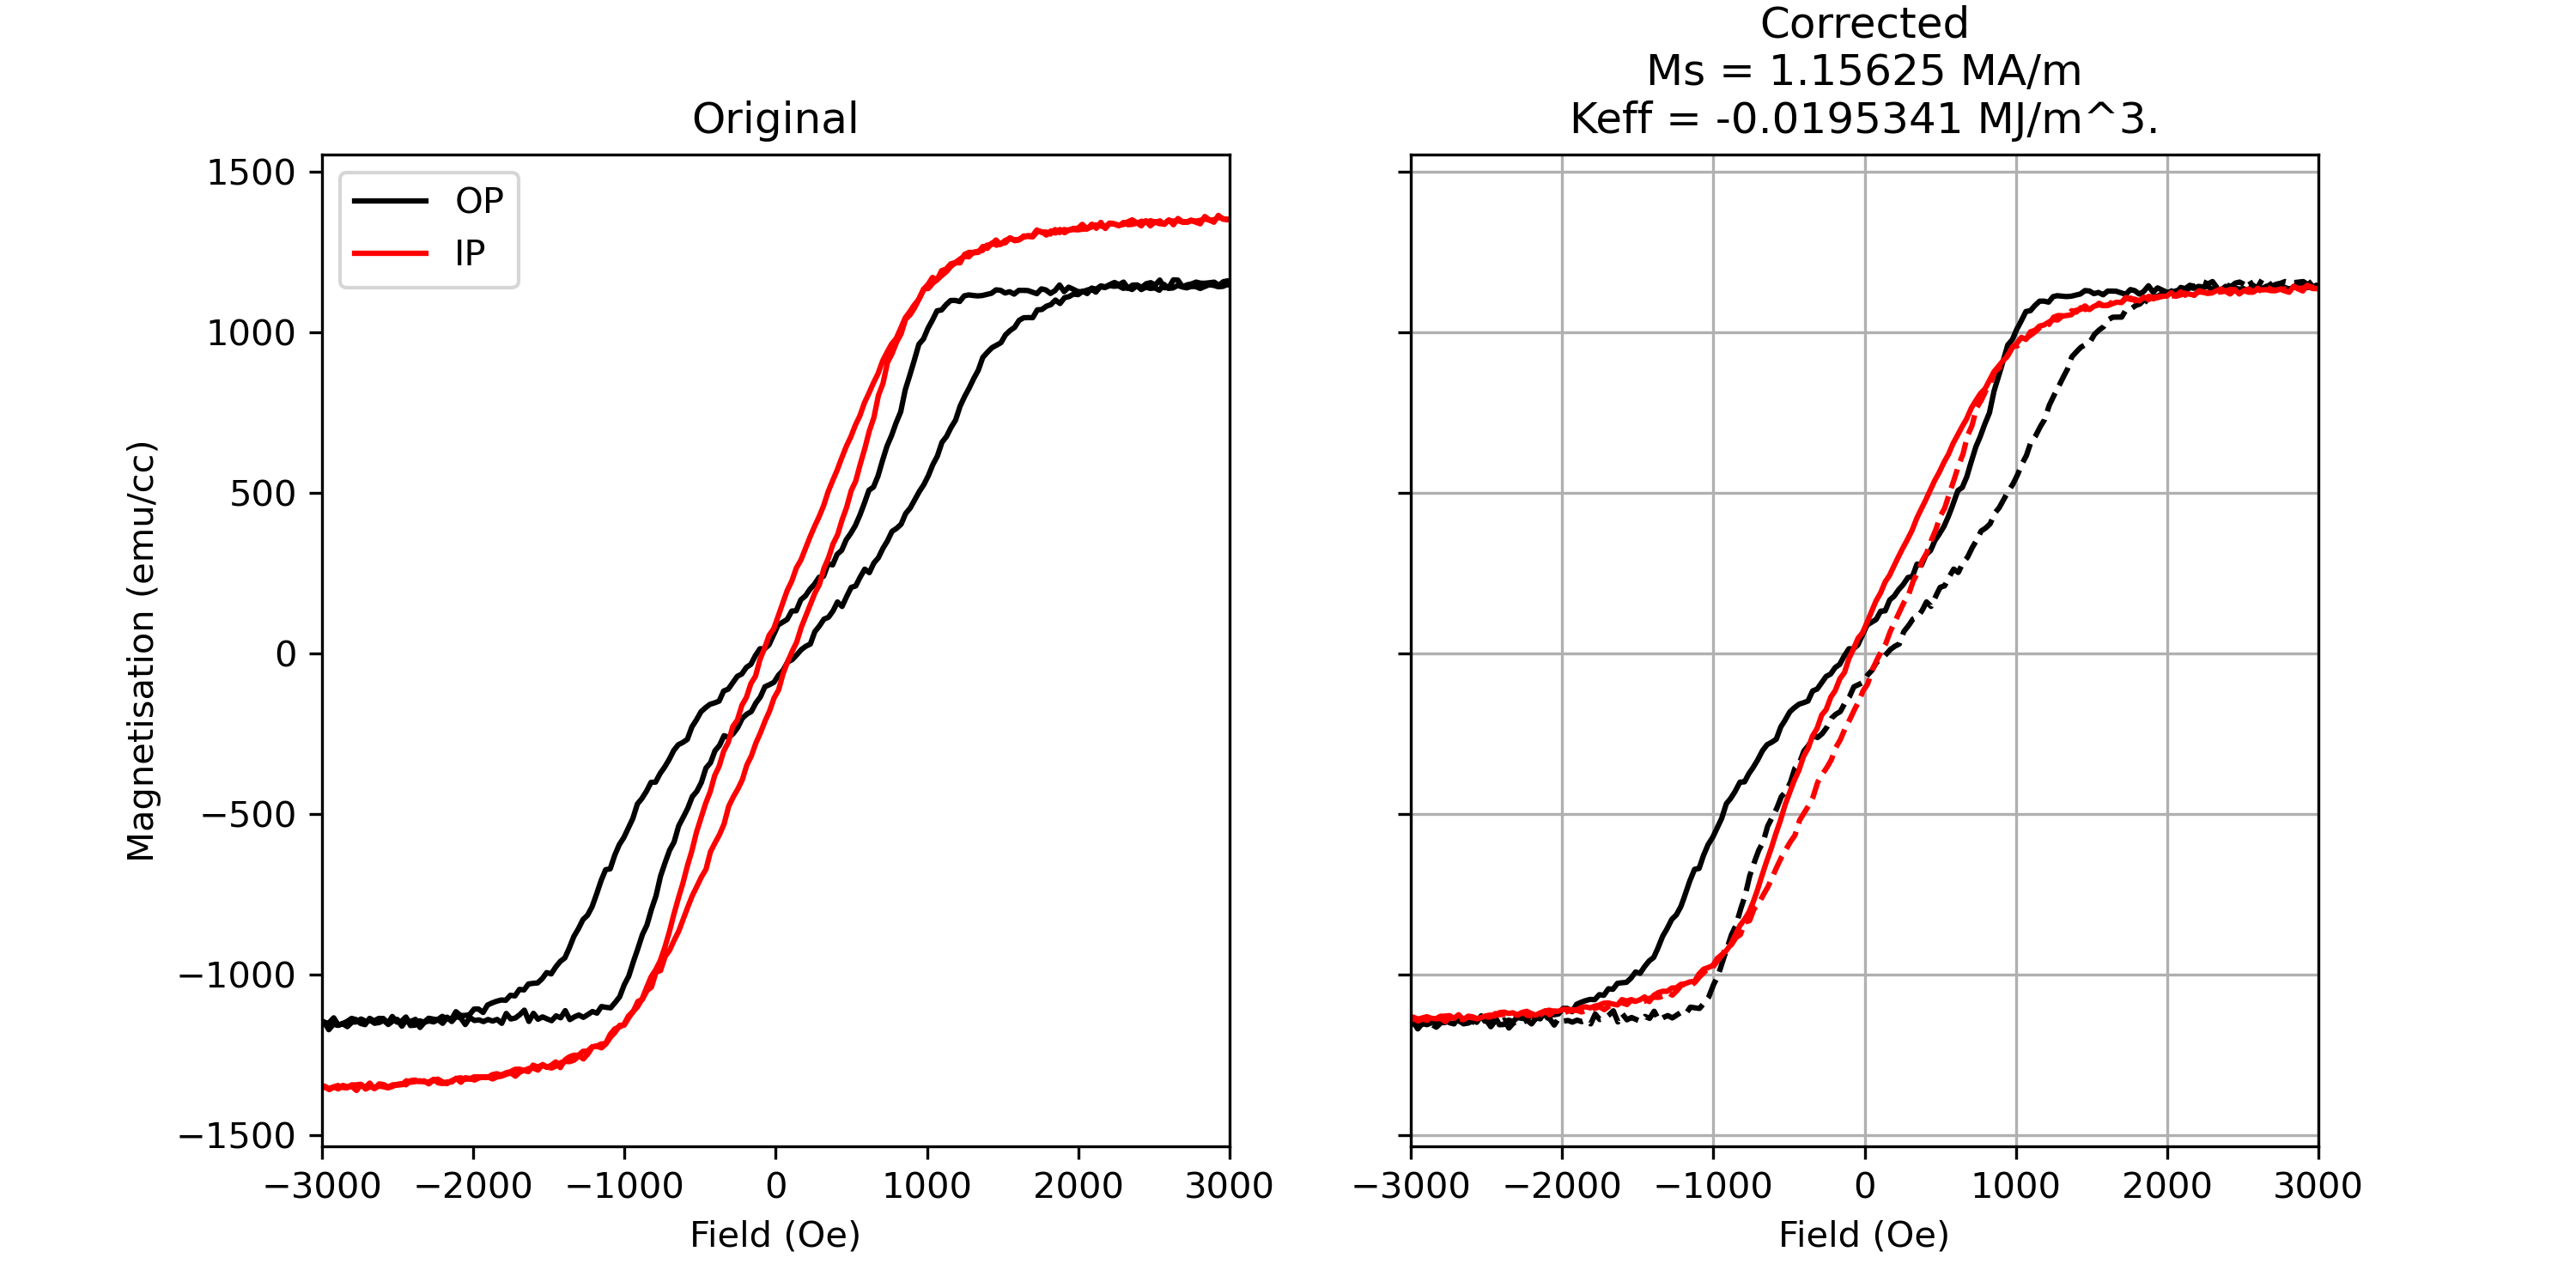 Original
OP
IP
1500
1000
500
0
−500
−1000
−1500
Magnetisation (emu/cc)
−3000 −2000 −1000 0 1000 2000 3000
Field (Oe)
Corrected
Ms = 1.15625 MA/m
Keff = -0.0195341 MJ/m^3.
−3000 −2000 −1000 0 1000 2000 3000
Field (Oe)